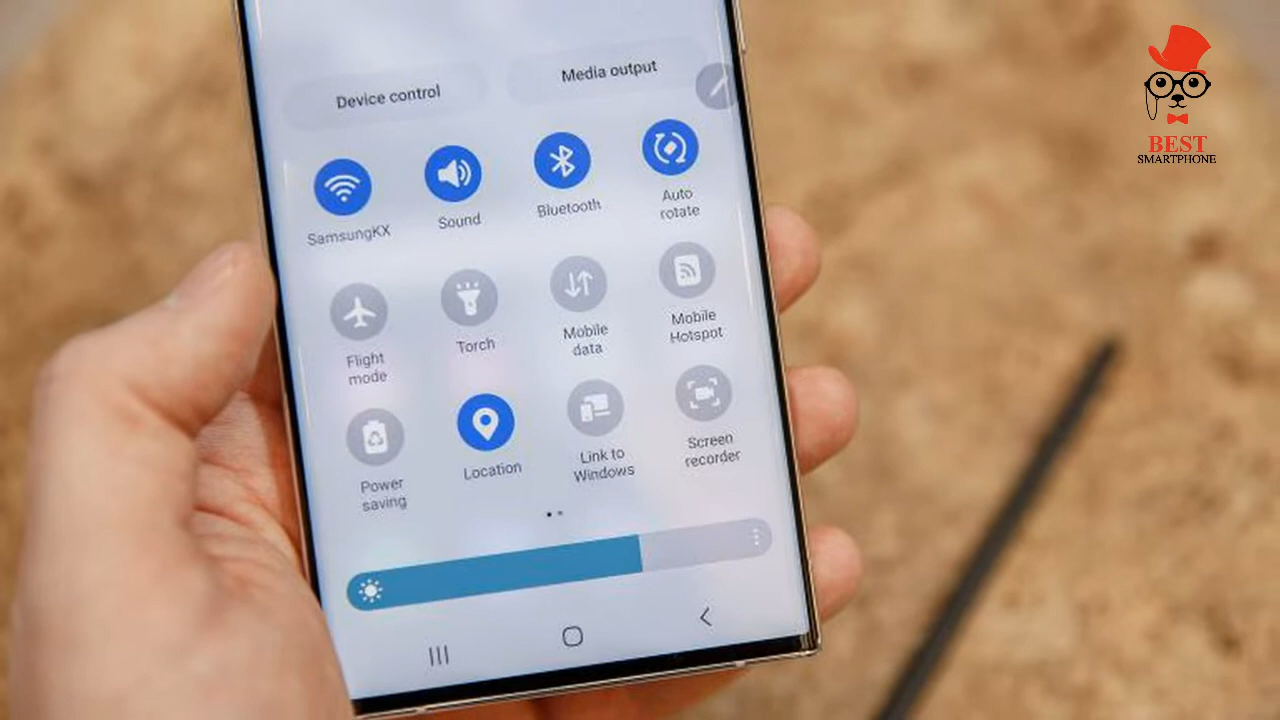 Device control
Media output
SamsungKX
Sound
Bluetooth
Auto
rotate
Flight
mode
Torch
Mobile
data
Mobile
Hotspot
Power
saving
Location
Link to
Windows
Screen
recorder
BEST
SMARTPHONE